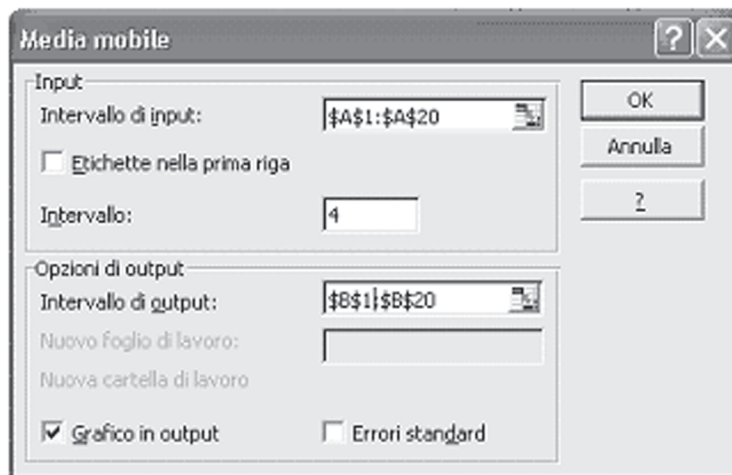 Media mobile
Input
Intervallo di input: $A$1:$A$20
Etichette nella prima riga
Intervallo: 4
OK
Annulla
?
Opzioni di output
Intervallo di output: $B$1:$B$20
Nuovo foglio di lavoro:
Nuova cartella di lavoro
Grafico in output
Errori standard